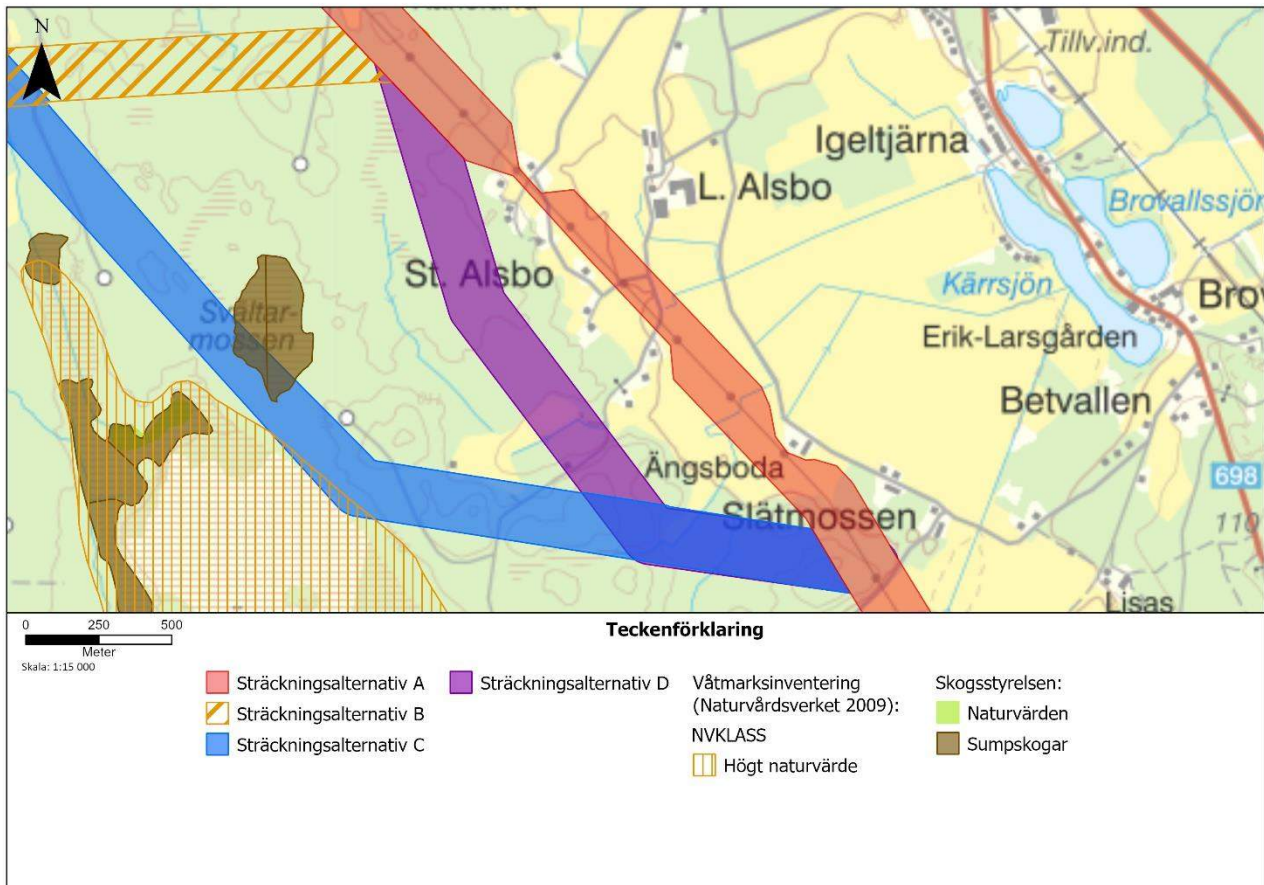 N
Tillv.ind.
Igeltjärna
L. Alsbo
Brovallssjön
St. Alsbo
Kärrsjön
Svältar-
mossen
Brov
Erik-Larsgården
Betvallen
Ängsboda
698
Slätmossen
110
Lisas
0 250 500
Meter
Skala: 1:15 000
Teckenförklaring
Sträckningsalternativ A
Sträckningsalternativ B
Sträckningsalternativ C
Sträckningsalternativ D
Våtmarksinventering
(Naturvårdsverket 2009):
NVKLASS
Högt naturvärde
Skogsstyrelsen:
Naturvärden
Sumpskogar